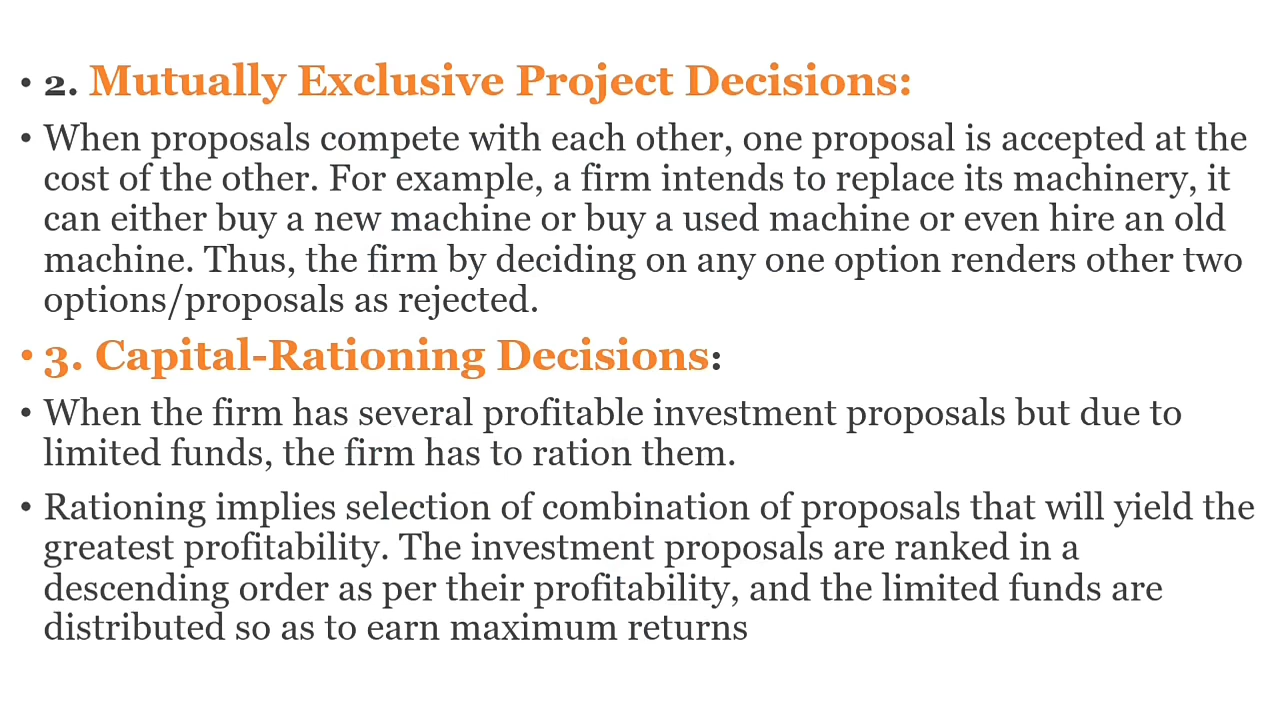 • 2. Mutually Exclusive Project Decisions:
• When proposals compete with each other, one proposal is accepted at the
cost of the other. For example, a firm intends to replace its machinery, it
can either buy a new machine or buy a used machine or even hire an old
machine. Thus, the firm by deciding on any one option renders other two
options/proposals as rejected.
• 3. Capital-Rationing Decisions:
• When the firm has several profitable investment proposals but due to
limited funds, the firm has to ration them.
• Rationing implies selection of combination of proposals that will yield the
greatest profitability. The investment proposals are ranked in a
descending order as per their profitability, and the limited funds are
distributed so as to earn maximum returns